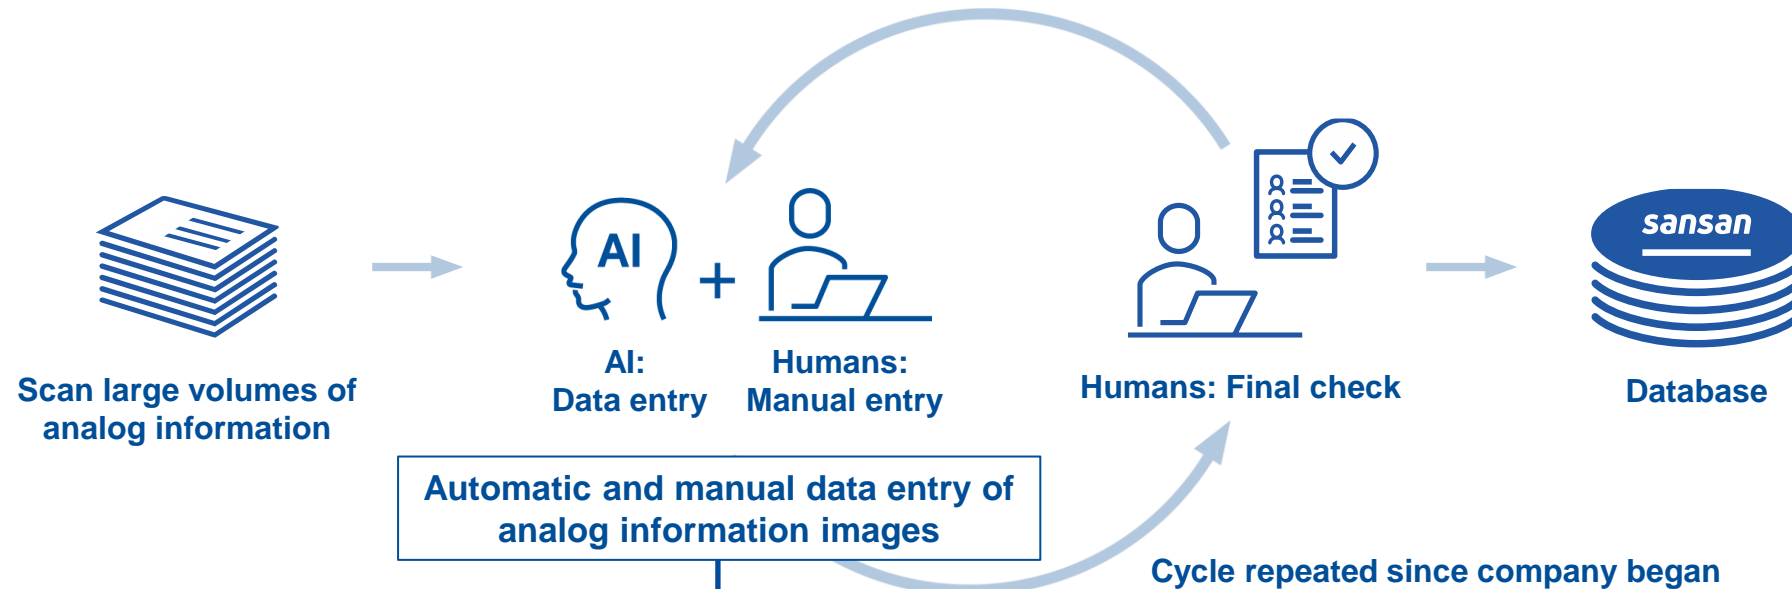 Scan large volumes of
analog information
AI
+
AI:
Data entry
Humans:
Manual entry
Automatic and manual data entry of
analog information images
Humans: Final check
sansan
Database
Cycle repeated since company began